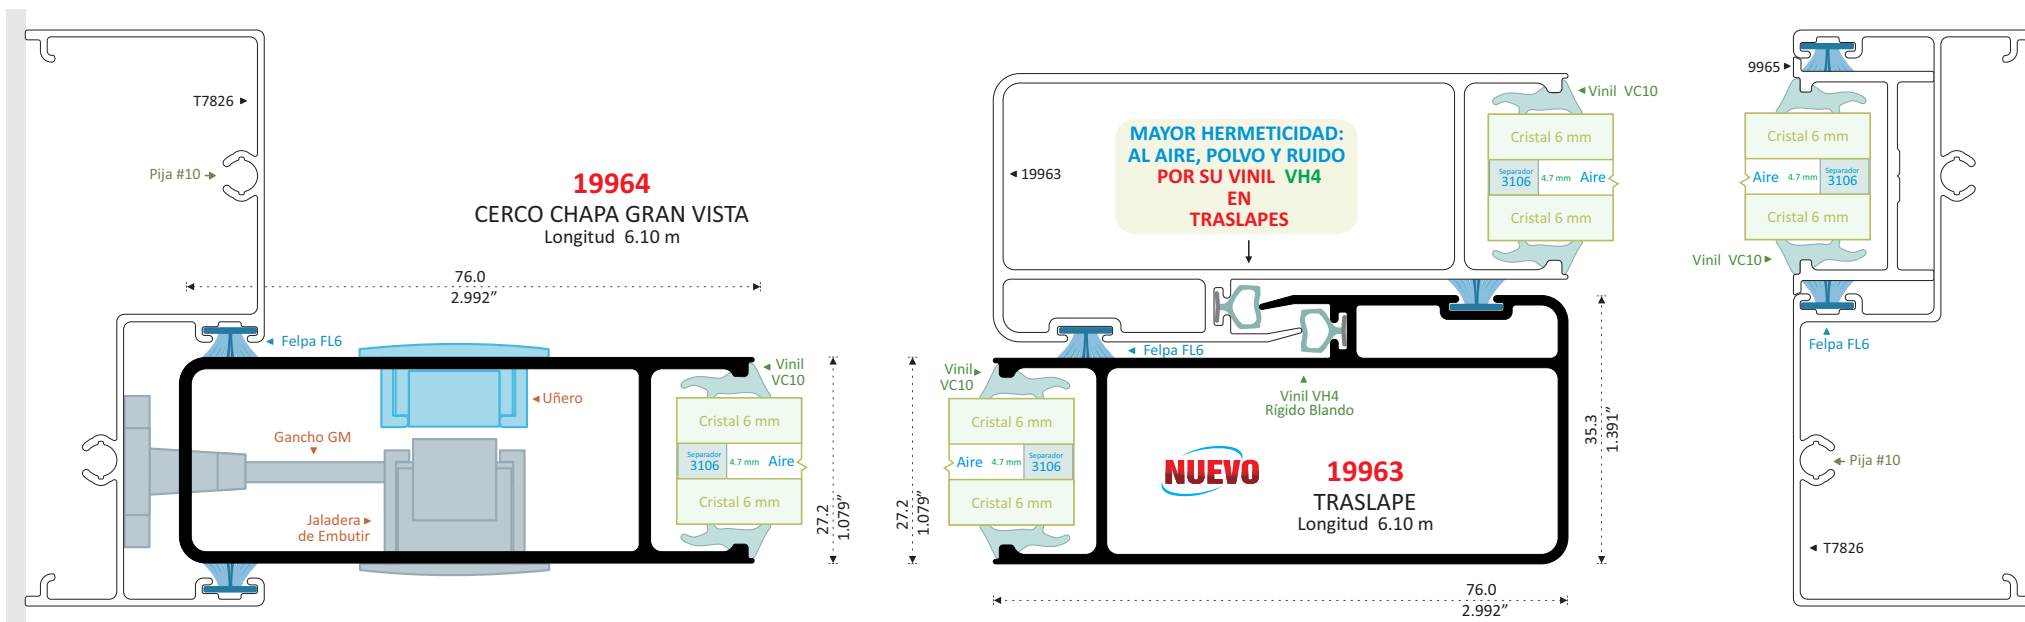 T7826
Pija #10
19964
CERCO CHAPA GRAN VISTA
Longitud 6.10 m
76.0
2.992”
Felpa FL6
Vinil
VC10
Uñero
Gancho GM
Jaladera
de Embutir
Cristal 6 mm
Separador
3106
4.7 mm
Aire
Cristal 6 mm
27.2
1.079”
19963
MAYOR HERMETICIDAD:
AL AIRE, POLVO Y RUIDO
POR SU VINIL VH4
EN
TRASLAPES
Vinil VC10
Cristal 6 mm
Separador
3106
4.7 mm
Aire
Cristal 6 mm
Felpa FL6
27.2
1.079”
Vinil
VC10
Cristal 6 mm
Aire
4.7 mm
Separador
3106
Cristal 6 mm
Vinil VH4
Rígido Blando
NUEVO
19963
TRASLAPE
Longitud 6.10 m
35.3
1.391”
76.0
2.992”
9965
Cristal 6 mm
Aire
4.7 mm
Separador
3106
Cristal 6 mm
Vinil VC10
Felpa FL6
Pija #10
T7826